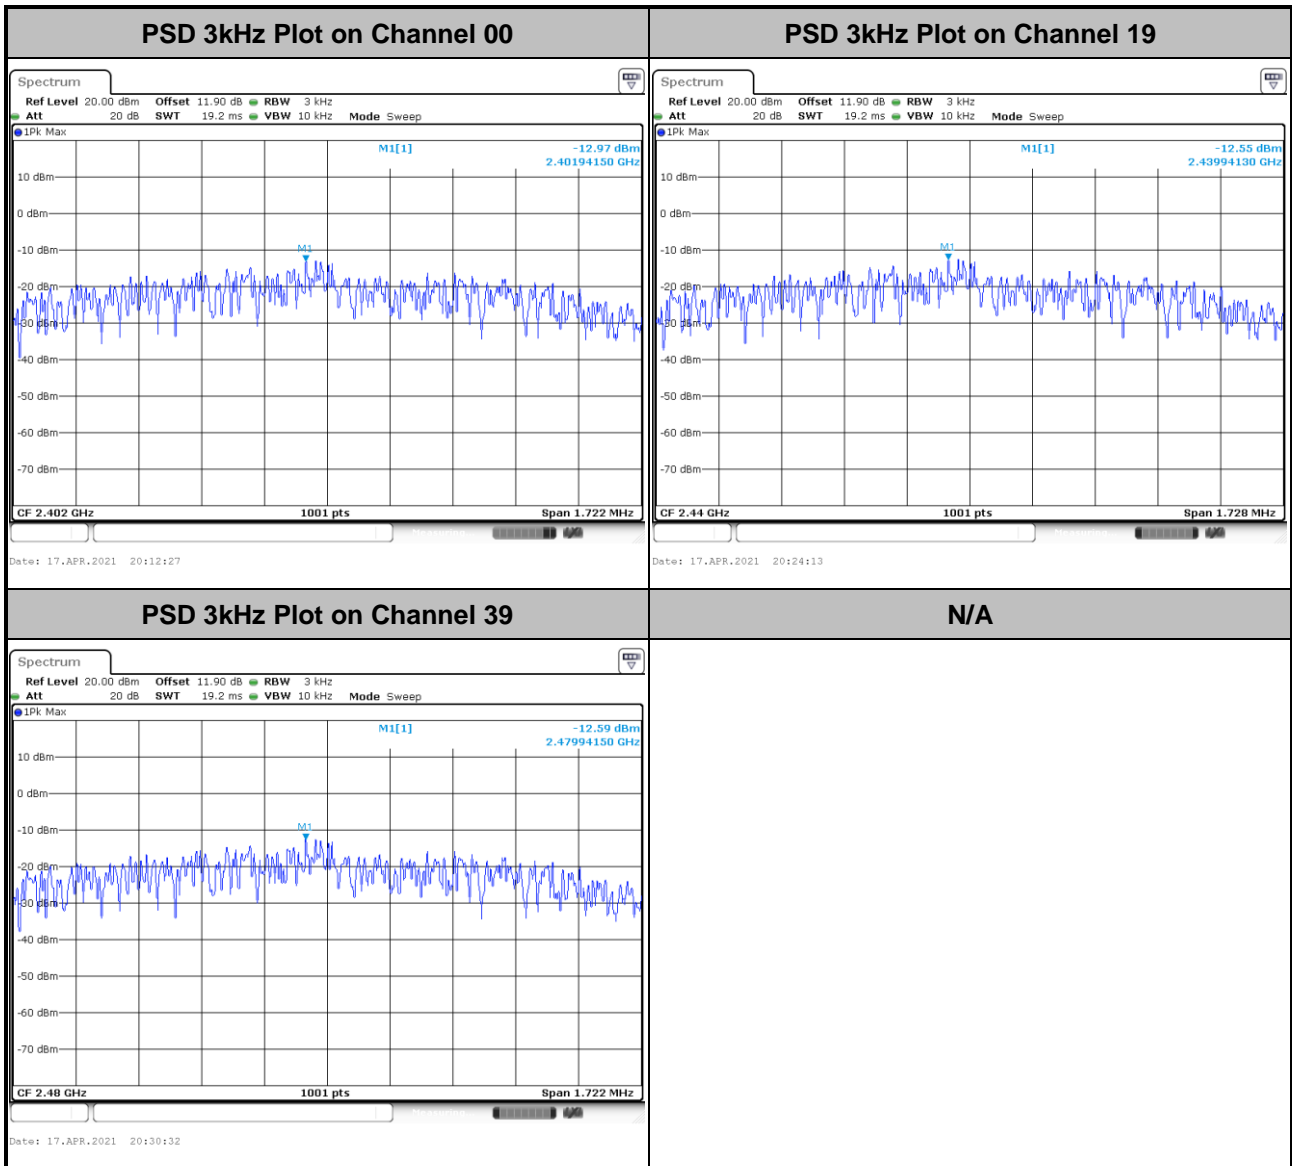 PSD 3kHz Plot on Channel 00
Spectrum
Ref Level 20.00 dBm Offset 11.90 dB RBW 3 kHz
Att 20 dB SWT 19.2 ms VBW 10 kHz Mode Sweep
1Pk Max
M1[1] -12.97 dBm
2.40194150 GHz
10 dBm
0 dBm
M1
-10 dBm
-20 dBm
-30 dBm
-40 dBm
-50 dBm
-60 dBm
-70 dBm
CF 2.402 GHz 1001 pts Span 1.722 MHz
Measuring...
Date: 17.APR.2021 20:12:27
PSD 3kHz Plot on Channel 19
Spectrum
Ref Level 20.00 dBm Offset 11.90 dB RBW 3 kHz
Att 20 dB SWT 19.2 ms VBW 10 kHz Mode Sweep
1Pk Max
M1[1] -12.55 dBm
2.43994130 GHz
10 dBm
0 dBm
M1
-10 dBm
-20 dBm
-30 dBm
-40 dBm
-50 dBm
-60 dBm
-70 dBm
CF 2.44 GHz 1001 pts Span 1.728 MHz
Measuring...
Date: 17.APR.2021 20:24:13
PSD 3kHz Plot on Channel 39
Spectrum
Ref Level 20.00 dBm Offset 11.90 dB RBW 3 kHz
Att 20 dB SWT 19.2 ms VBW 10 kHz Mode Sweep
1Pk Max
M1[1] -12.59 dBm
2.47994150 GHz
10 dBm
0 dBm
M1
-10 dBm
-20 dBm
-30 dBm
-40 dBm
-50 dBm
-60 dBm
-70 dBm
CF 2.48 GHz 1001 pts Span 1.722 MHz
Measuring...
Date: 17.APR.2021 20:30:32
N/A